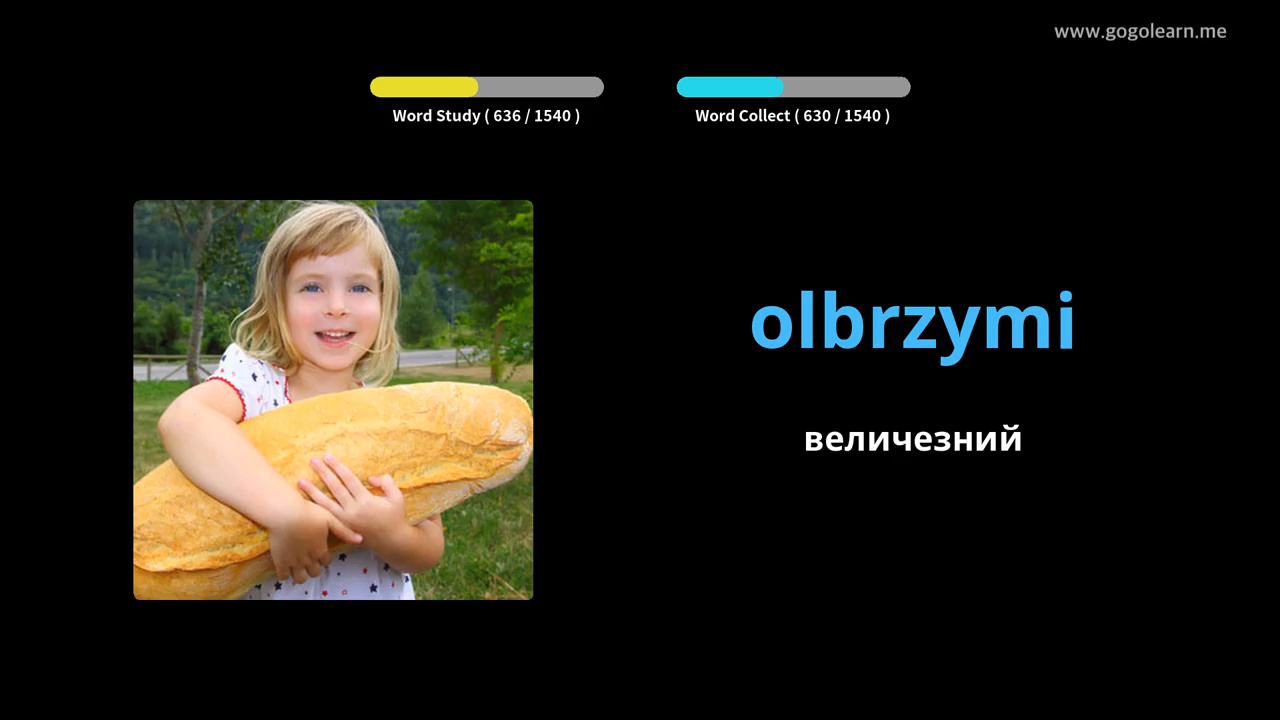 www.gogolearn.me
Word Study ( 636 / 1540 )
Word Collect ( 630 / 1540 )
olbrzymi
величезний